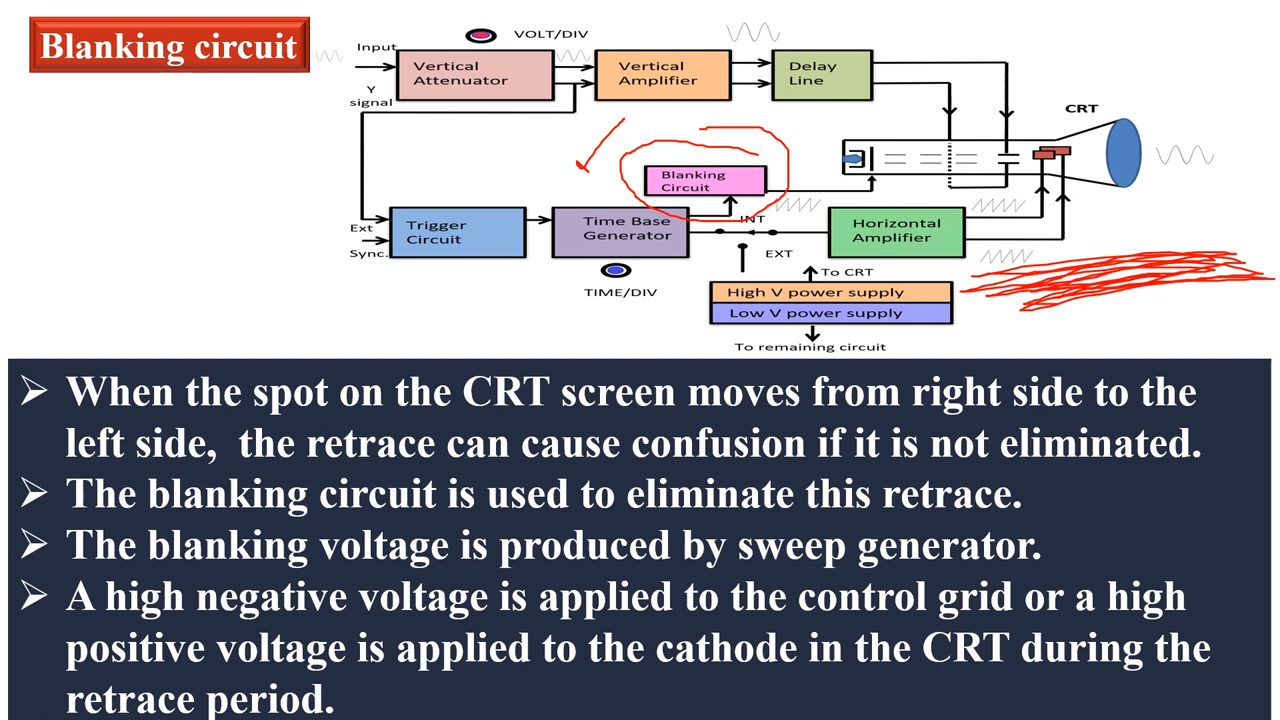 Blanking circuit
VOLT/DIV
Input
Vertical
Attenuator
Vertical
Amplifier
Delay
Line
Y
signal
CRT
Blanking
Circuit
Ext
Sync.
Trigger
Circuit
Time Base
Generator
INT
EXT
Horizontal
Amplifier
TIME/DIV
To CRT
High V power supply
Low V power supply
To remaining circuit
➢ When the spot on the CRT screen moves from right side to the
left side, the retrace can cause confusion if it is not eliminated.
➢ The blanking circuit is used to eliminate this retrace.
➢ The blanking voltage is produced by sweep generator.
➢ A high negative voltage is applied to the control grid or a high
positive voltage is applied to the cathode in the CRT during the
retrace period.